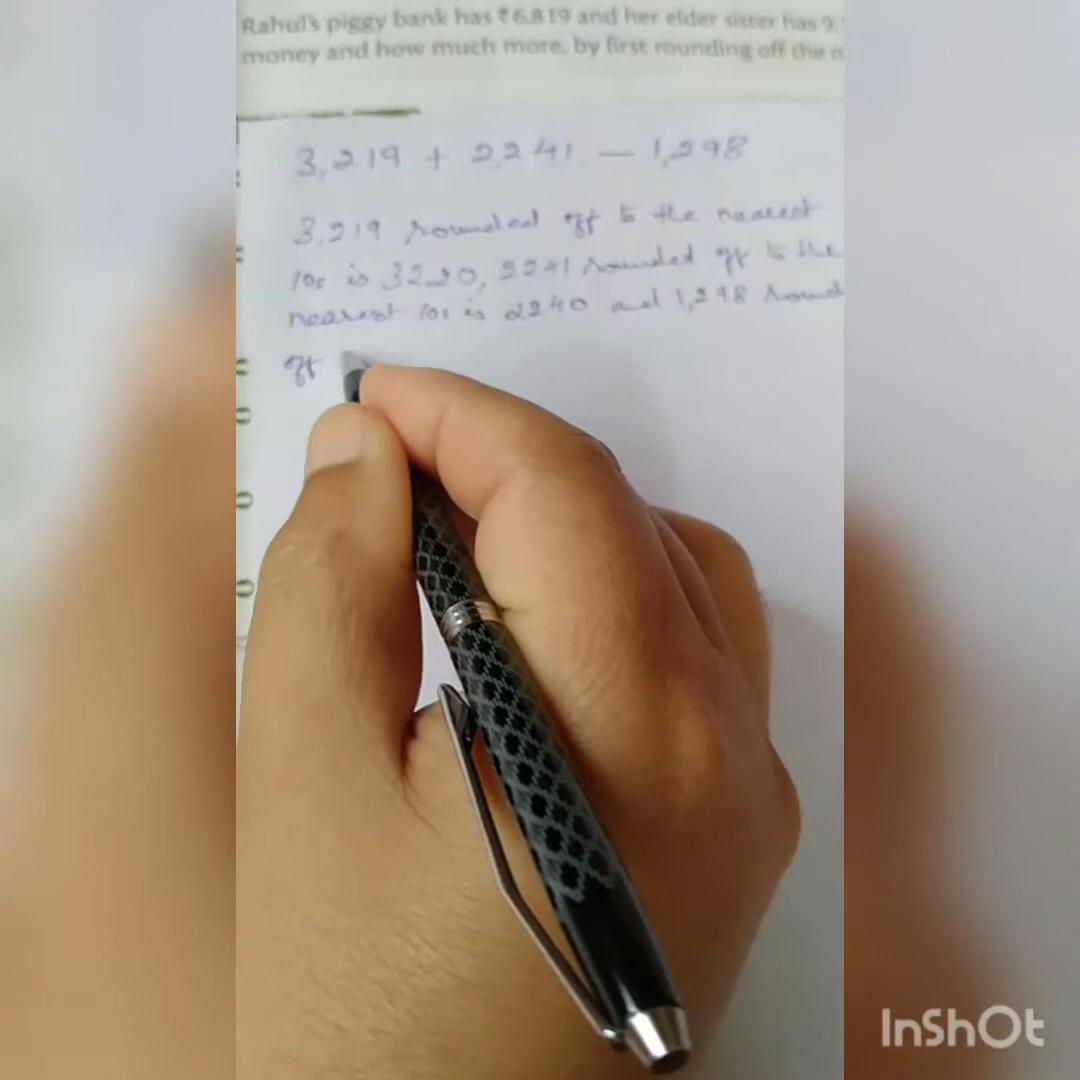 Rahul's piggy bank has ₹6,819 and her elder sister has 9,
money and how much more, by first rounding off the
3,219 + 2241 - 1,298
3,219 rounded off to the nearest
10s is 3220, 2241 rounded off to the
nearest 10s is 2240 and 1,298 round
off
InShOt